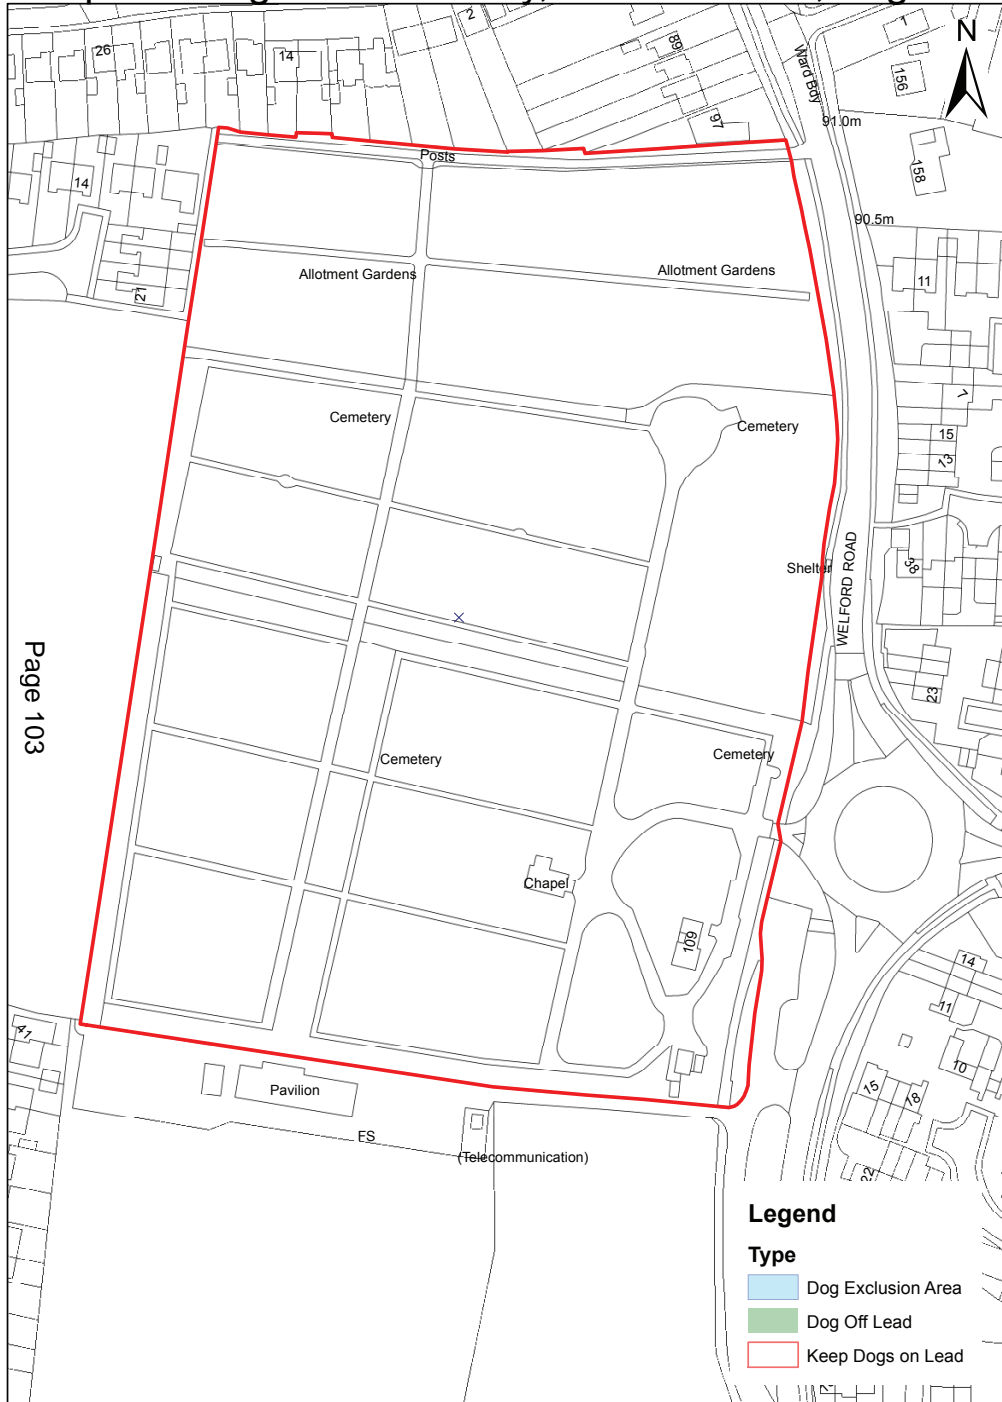 26
14
2
89
97
Ward Bdy
1
156
N
91.0m
158
90.5m
Posts
14
21
Allotment Gardens
Allotment Gardens
11
7
15
13
Cemetery
Cemetery
Shelter
38
WELFORD ROAD
23
Page 103
Cemetery
Cemetery
Chapel
109
14
11
10
15
18
22
41
Pavilion
FS
(Telecommunication)
Legend
Type
Dog Exclusion Area
Dog Off Lead
Keep Dogs on Lead